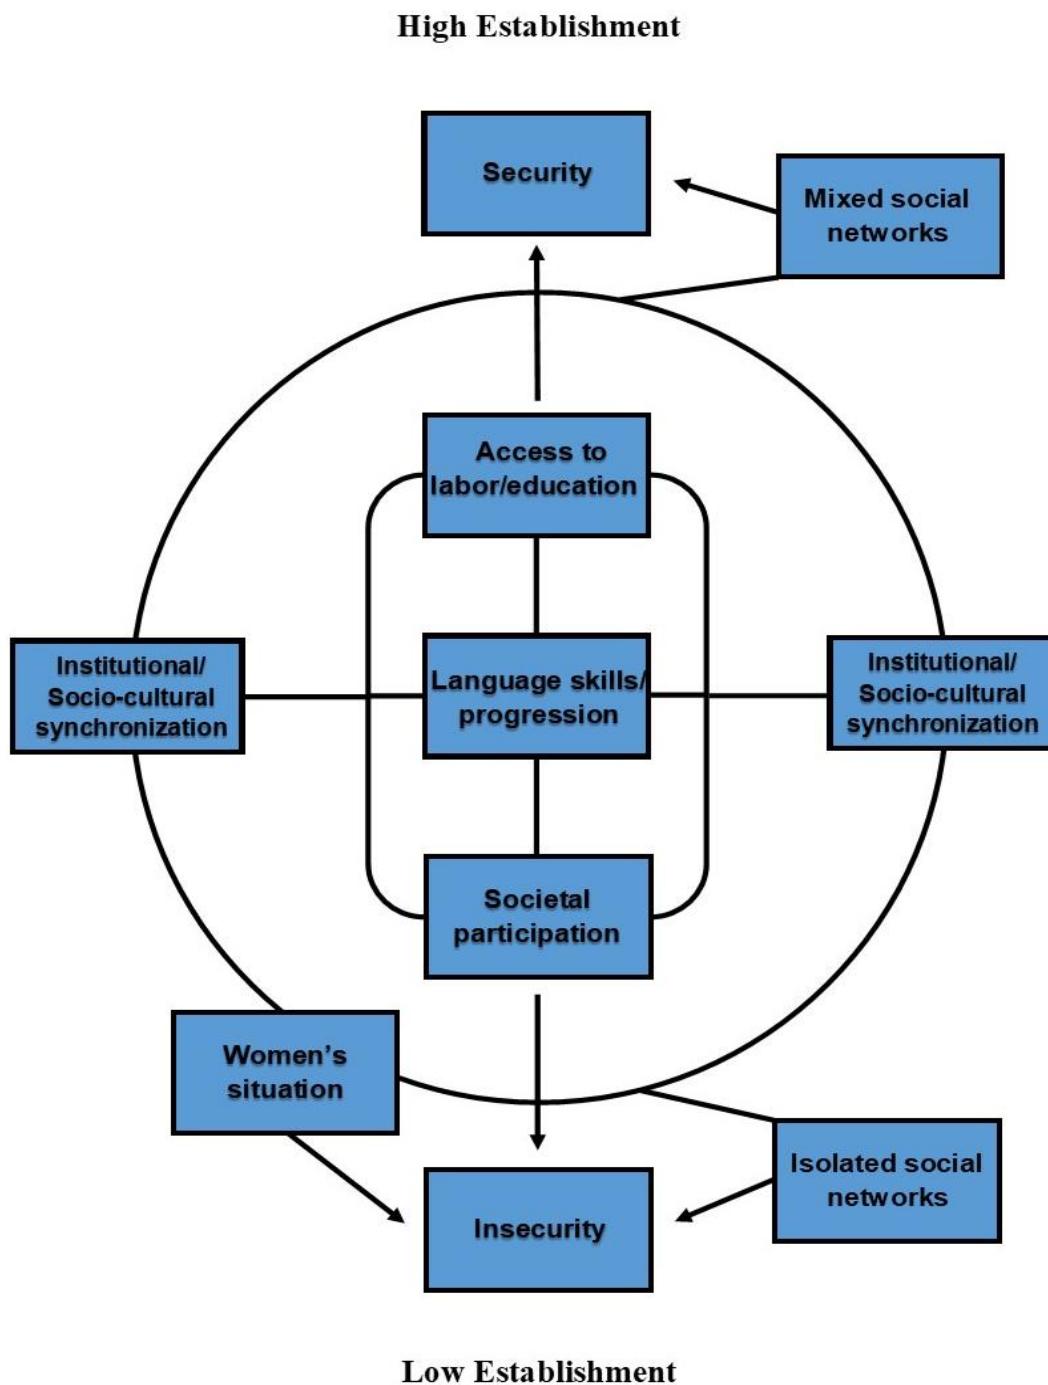 High Establishment
Security
Mixed social
networks
Access to
labor/education
Institutional/
Socio-cultural
synchronization
Language skills/
progression
Institutional/
Socio-cultural
synchronization
Societal
participation
Women’s
situation
Isolated social
networks
Insecurity
Low Establishment